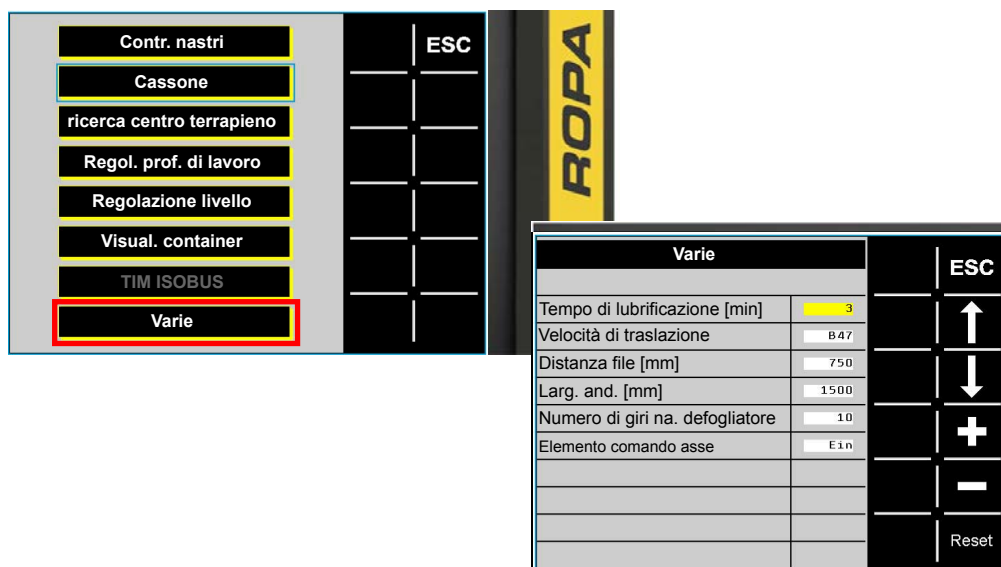 Contr. nastri
ESC
Cassone
ricerca centro terrapieno
Regol. prof. di lavoro
Regolazione livello
Visual. container
TIM ISOBUS
Varie
ROPA
Varie
ESC
Tempo di lubrificazione [min] 3
Velocità di traslazione B47
Distanza file [mm] 750
Larg. and. [mm] 1500
Numero di giri na. defogliatore 10
Elemento comando asse Ein
Reset